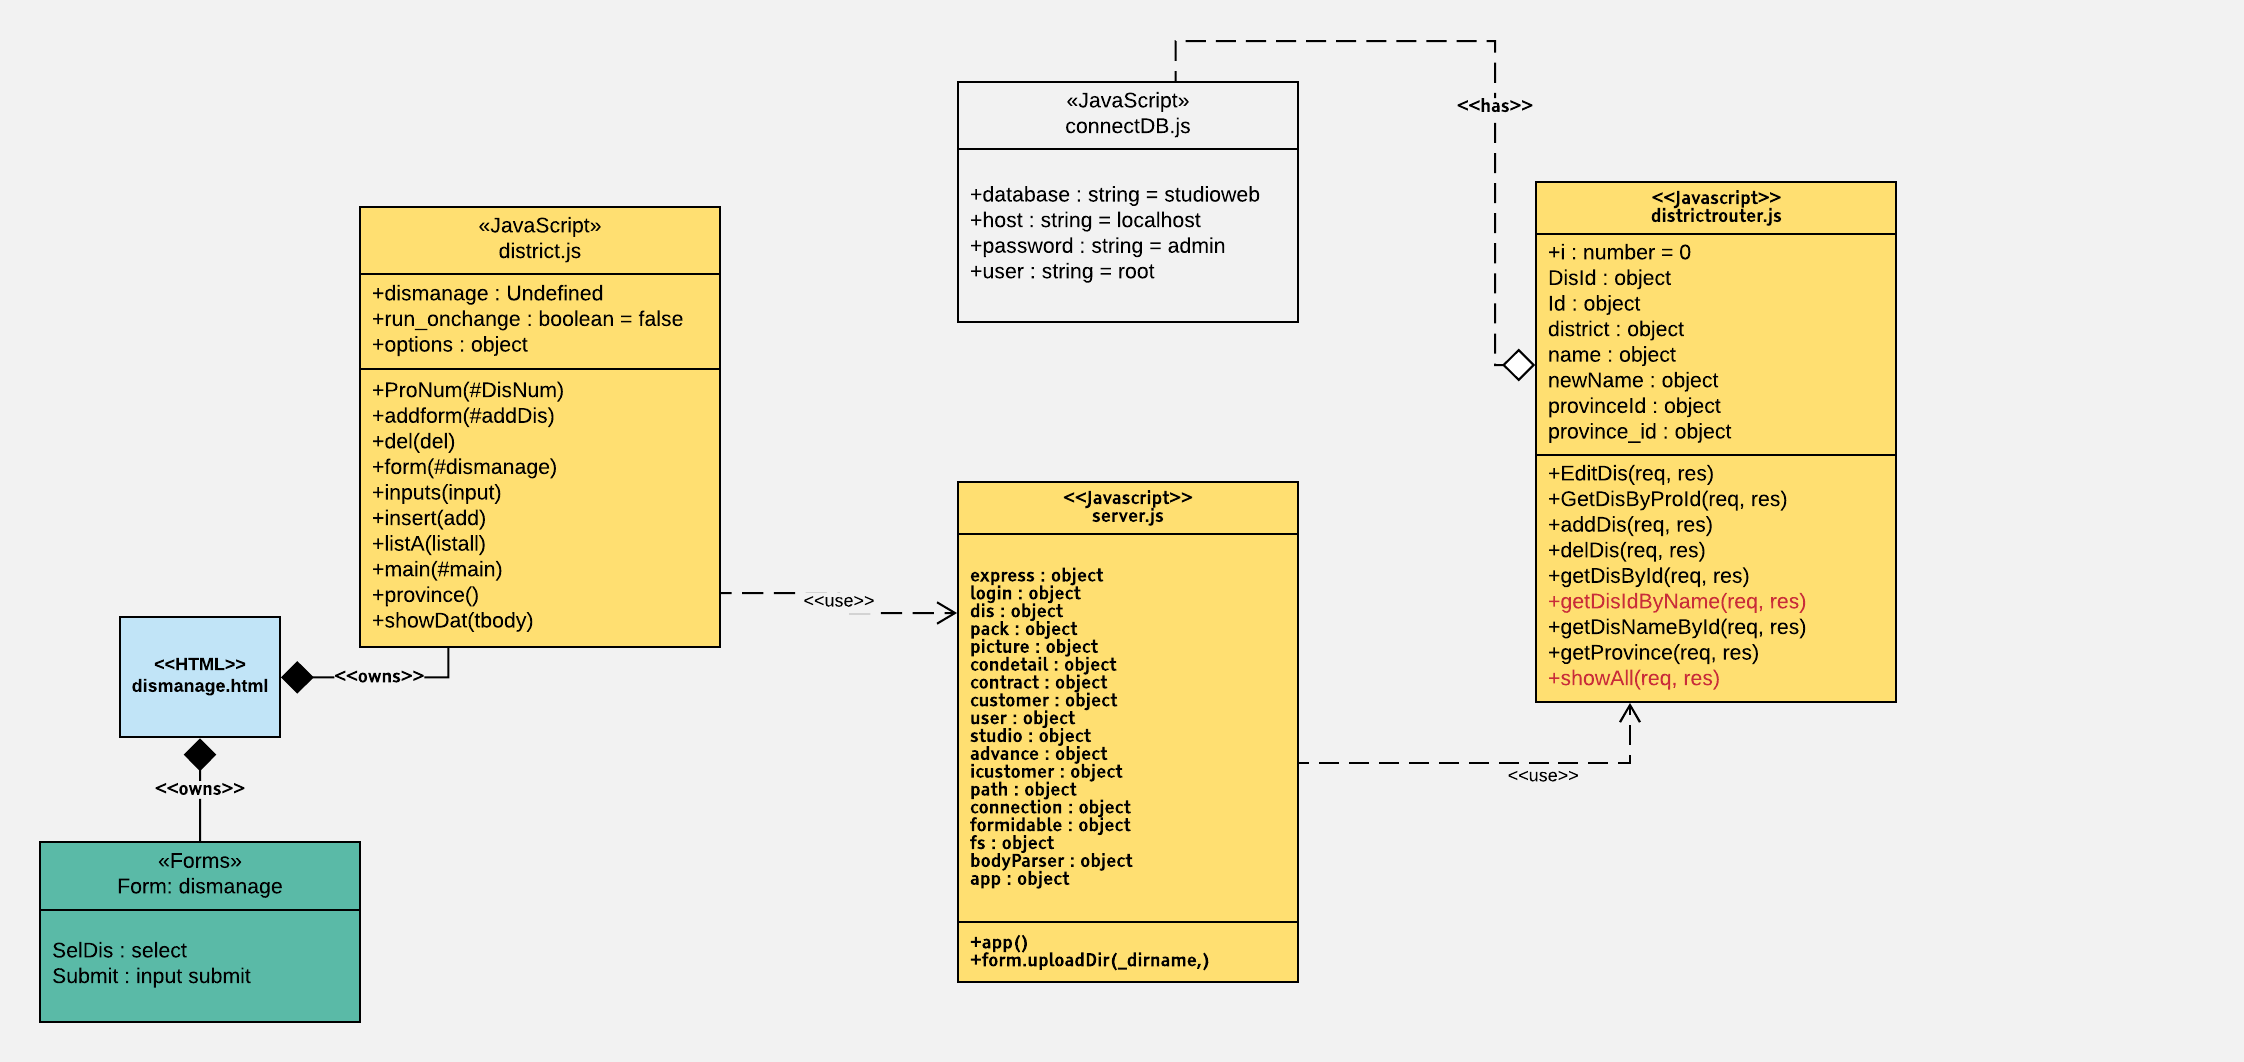 <<has>>
«JavaScript»
connectDB.js
+database : string = studioweb
+host : string = localhost
+password : string = admin
+user : string = root
<<Javascript>>
districtrouter.js
+i : number = 0
DisId : object
Id : object
district : object
name : object
newName : object
provinceId : object
province_id : object
+EditDis(req, res)
+GetDisByProId(req, res)
+addDis(req, res)
+delDis(req, res)
+getDisById(req, res)
+getDisIdByName(req, res)
+getDisNameById(req, res)
+getProvince(req, res)
+showAll(req, res)
«JavaScript»
district.js
+dismanage : Undefined
+run_onchange : boolean = false
+options : object
+ProNum(#DisNum)
+addform(#addDis)
+del(del)
+form(#dismanage)
+inputs(input)
+insert(add)
+listA(listall)
+main(#main)
+province()
+showDat(tbody)
<<use>>
<<Javascript>>
server.js
express : object
login : object
dis : object
pack : object
picture : object
condetail : object
contract : object
customer : object
user : object
studio : object
advance : object
icustomer : object
path : object
connection : object
formidable : object
fs : object
bodyParser : object
app : object
+app()
+form.uploadDir(_dirname,)
<<use>>
<<HTML>>
dismanage.html
<<owns>>
<<owns>>
«Forms»
Form: dismanage
SelDis : select
Submit : input submit